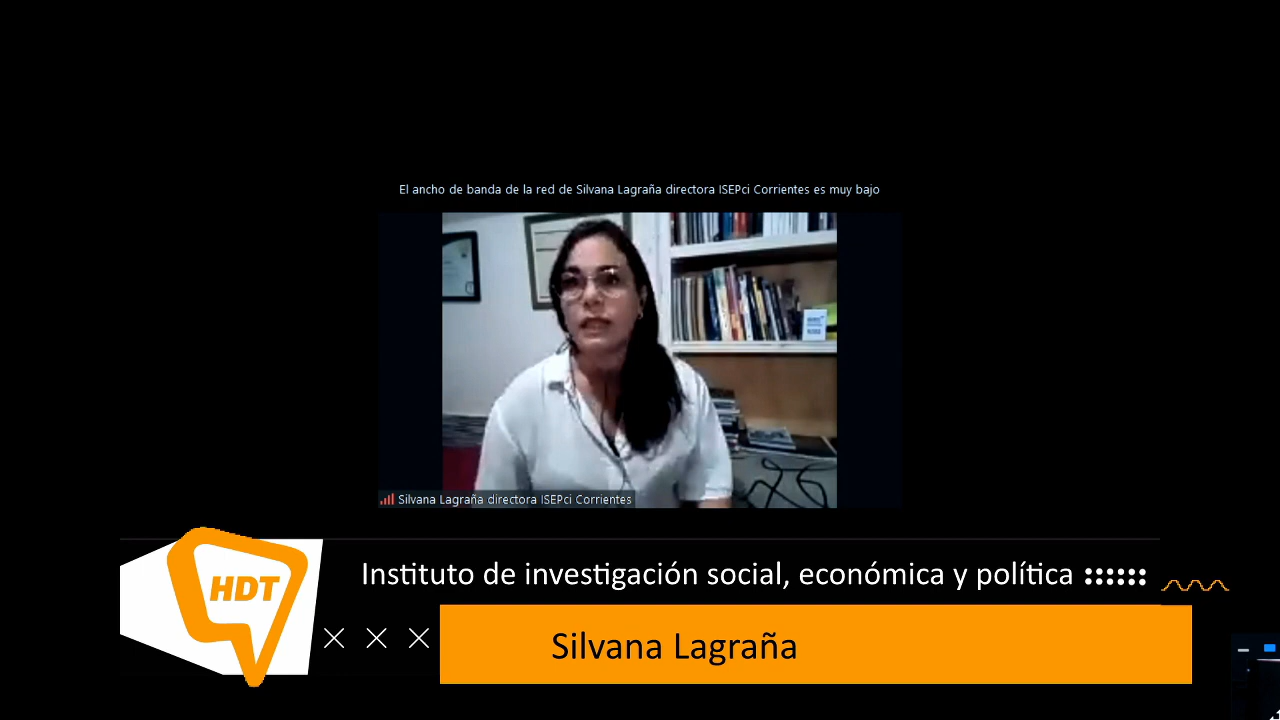 El ancho de banda de la red de Silvana Lagraña directora ISEPci Corrientes es muy bajo
Silvana Lagraña directora ISEPci Corrientes
HDT
Instituto de investigación social, económica y política
Silvana Lagraña